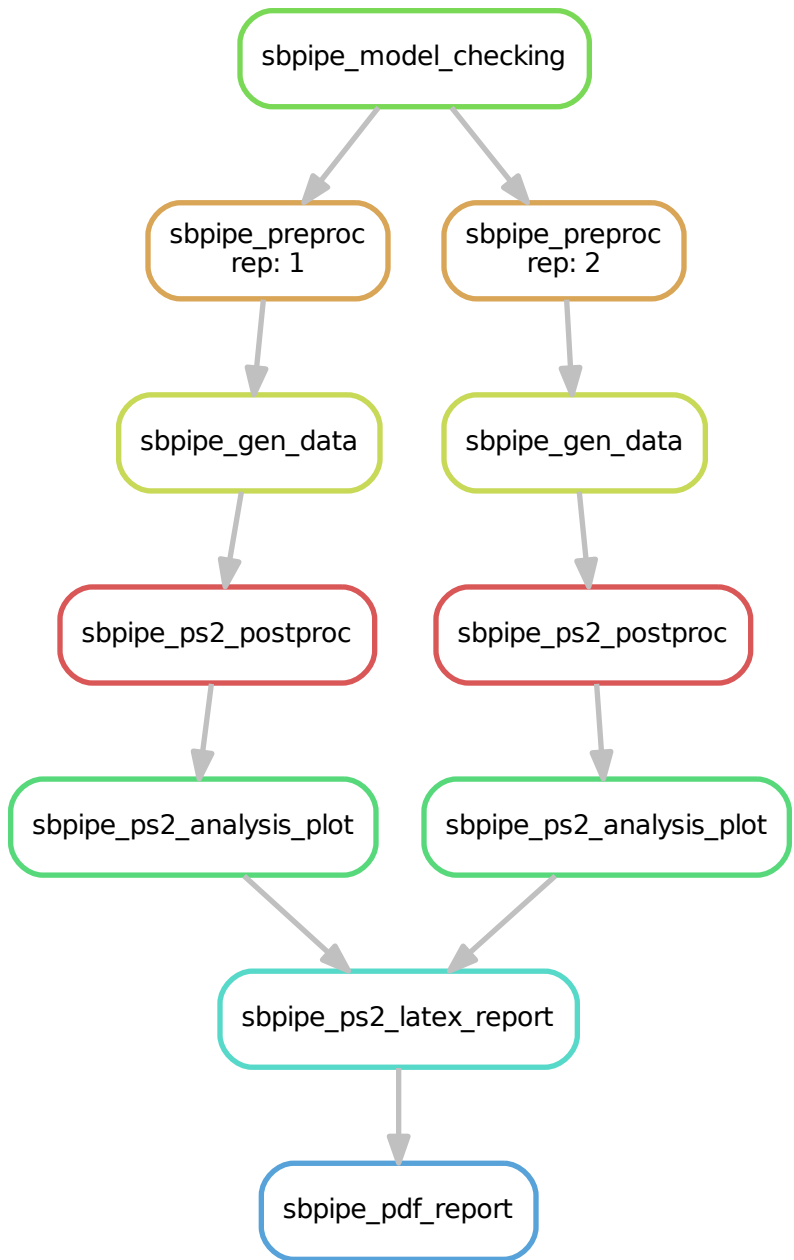 sbpipe_model_checking
sbpipe_preproc
rep: 1
sbpipe_preproc
rep: 2
sbpipe_gen_data
sbpipe_gen_data
sbpipe_ps2_postproc
sbpipe_ps2_postproc
sbpipe_ps2_analysis_plot
sbpipe_ps2_analysis_plot
sbpipe_ps2_latex_report
sbpipe_pdf_report